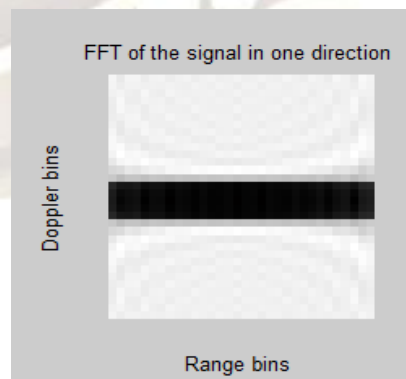 FFT of the signal in one direction
Doppler bins
Range bins